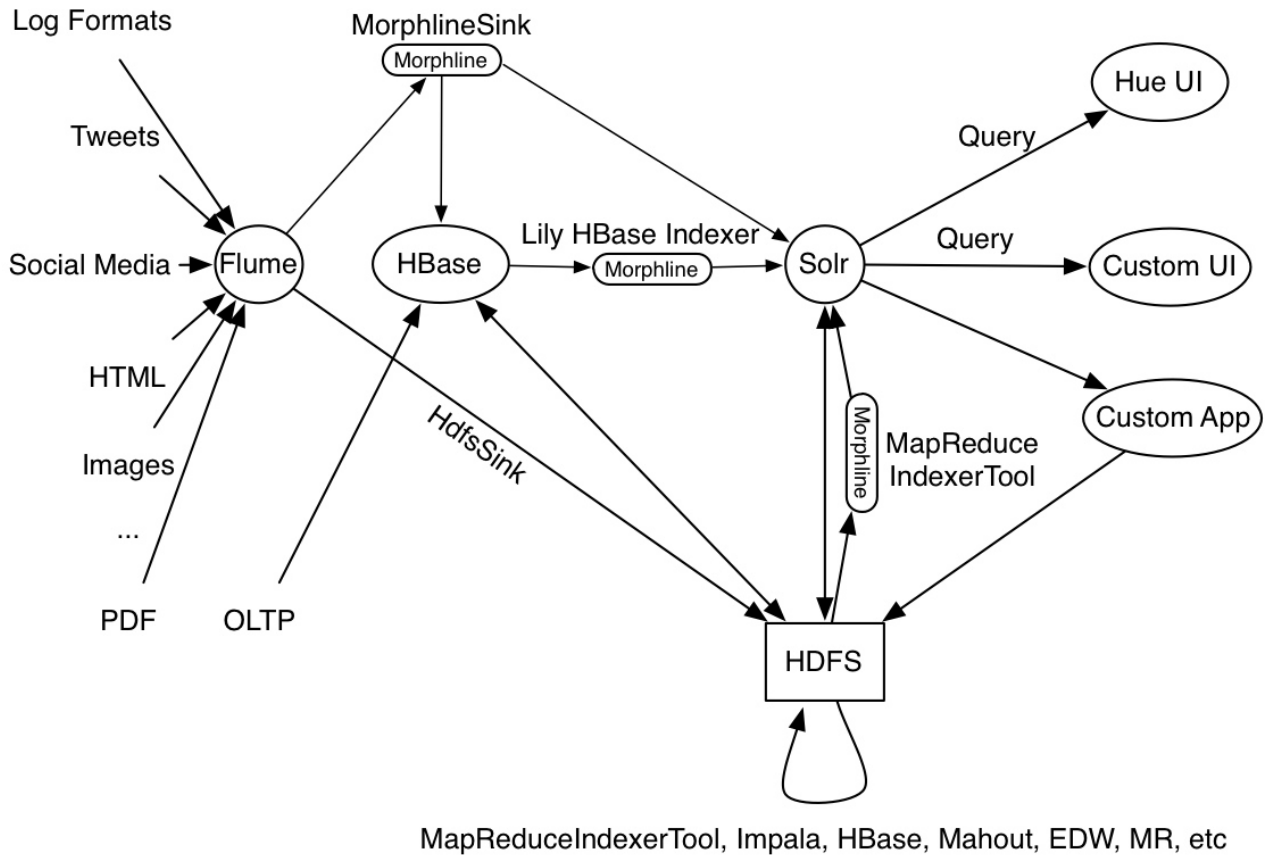 Log Formats
MorphlineSink
Morphline
Hue UI
Tweets
Query
Social Media
Flume
HBase
Lily HBase Indexer
Morphline
Solr
Query
Custom UI
HTML
HdfsSink
Morphline
MapReduce
IndexerTool
Custom App
Images
...
PDF
OLTP
HDFS
MapReduceIndexerTool, Impala, HBase, Mahout, EDW, MR, etc